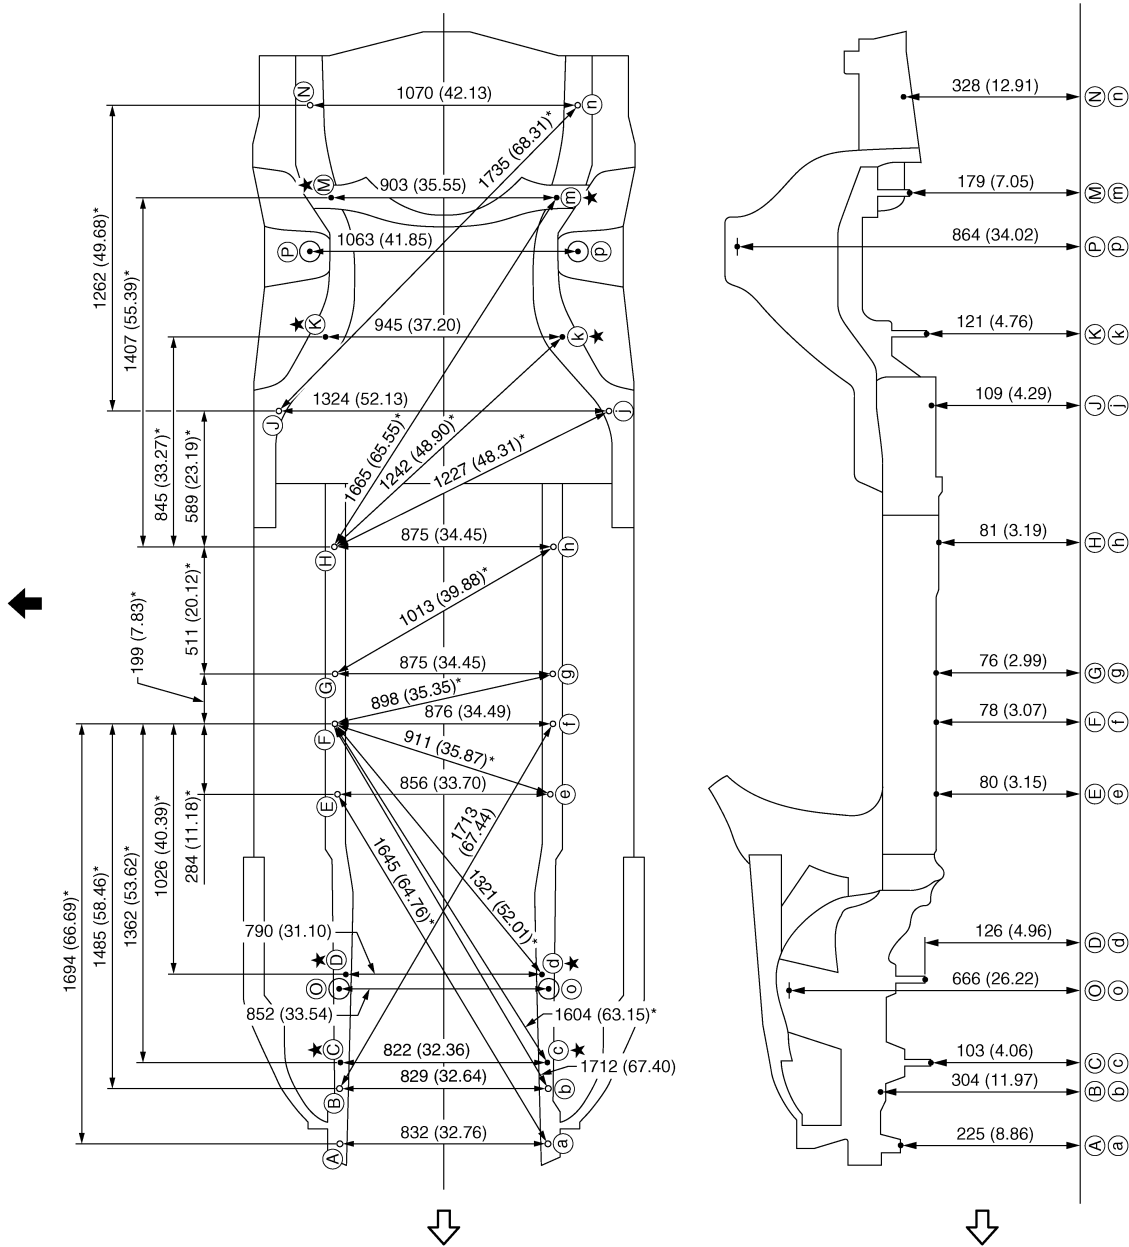 N
1070 (42.13)
n
328 (12.91)
N n
1735 (68.31)*
★ M
903 (35.55)
m ★
179 (7.05)
M m
P
1063 (41.85)
p
864 (34.02)
P p
1262 (49.68)*
1407 (55.39)*
★ K
945 (37.20)
k ★
121 (4.76)
K k
J
1324 (52.13)
j
109 (4.29)
J j
845 (33.27)*
589 (23.19)*
1665 (65.55)*
1242 (48.90)*
1227 (48.31)*
H
875 (34.45)
h
81 (3.19)
H h
511 (20.12)*
199 (7.83)*
1013 (39.88)*
G
875 (34.45)
g
76 (2.99)
G g
898 (35.35)*
F
876 (34.49)
f
78 (3.07)
F f
911 (35.87)*
E
856 (33.70)
e
80 (3.15)
E e
1694 (66.69)*
1485 (58.46)*
1362 (53.62)*
1026 (40.39)*
284 (11.18)*
1645 (64.76)*
1713
(67.44)
1321 (52.01)*
790 (31.10)
★ D
d ★
126 (4.96)
D d
O
o
666 (26.22)
O o
852 (33.54)
1604 (63.15)*
★ C
822 (32.36)
c ★
103 (4.06)
C c
1712 (67.40)
B
829 (32.64)
b
304 (11.97)
B b
A
832 (32.76)
a
225 (8.86)
A a